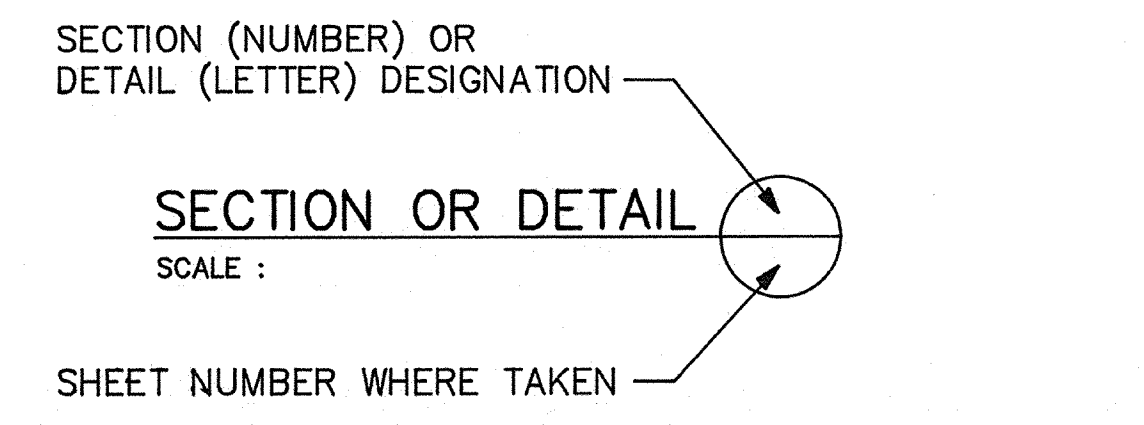 SECTION (NUMBER) OR
DETAIL (LETTER) DESIGNATION
SECTION OR DETAIL
SCALE :
SHEET NUMBER WHERE TAKEN